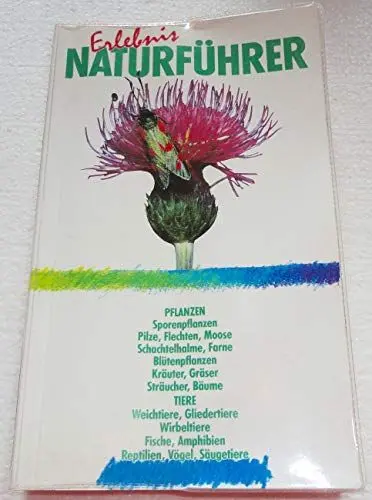 Erlebnis
NATURFÜHRER
PFLANZEN
Sporenpflanzen
Pilze, Flechten, Moose
Schachtelhalme, Farne
Blütenpflanzen
Kräuter, Gräser
Sträucher, Bäume
TIERE
Weichtiere, Gliedertiere
Wirbeltiere
Fische, Amphibien
Reptilien, Vögel, Säugetiere